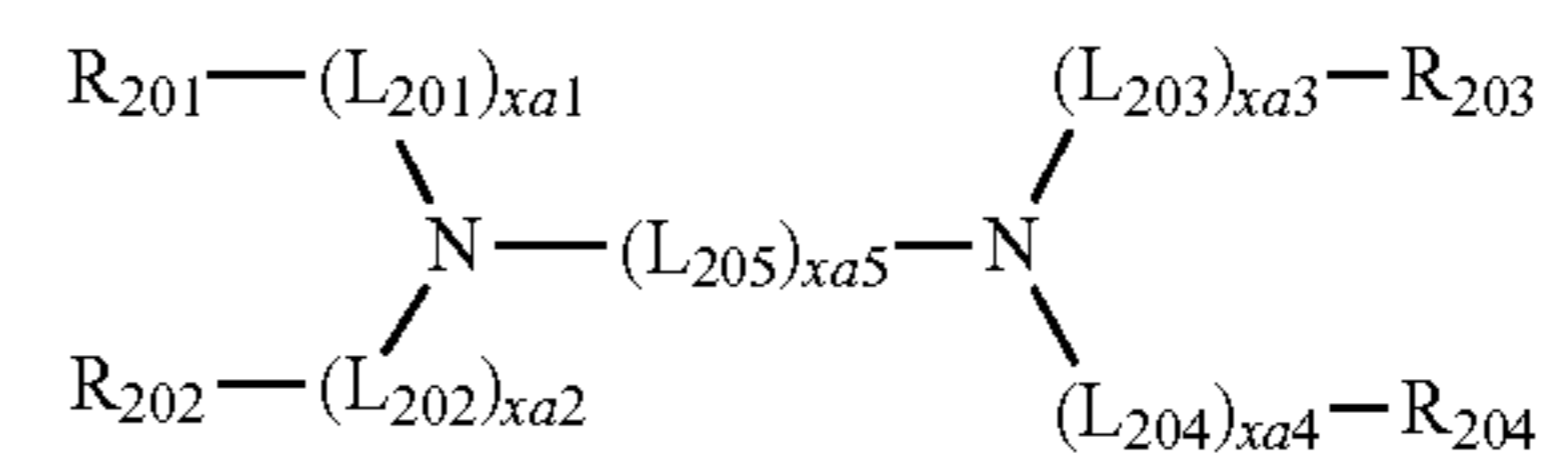 R201—(L201)xa1 (L203)xa3—R203
N—(L205)xa5—N
R202—(L202)xa2 (L204)xa4—R204